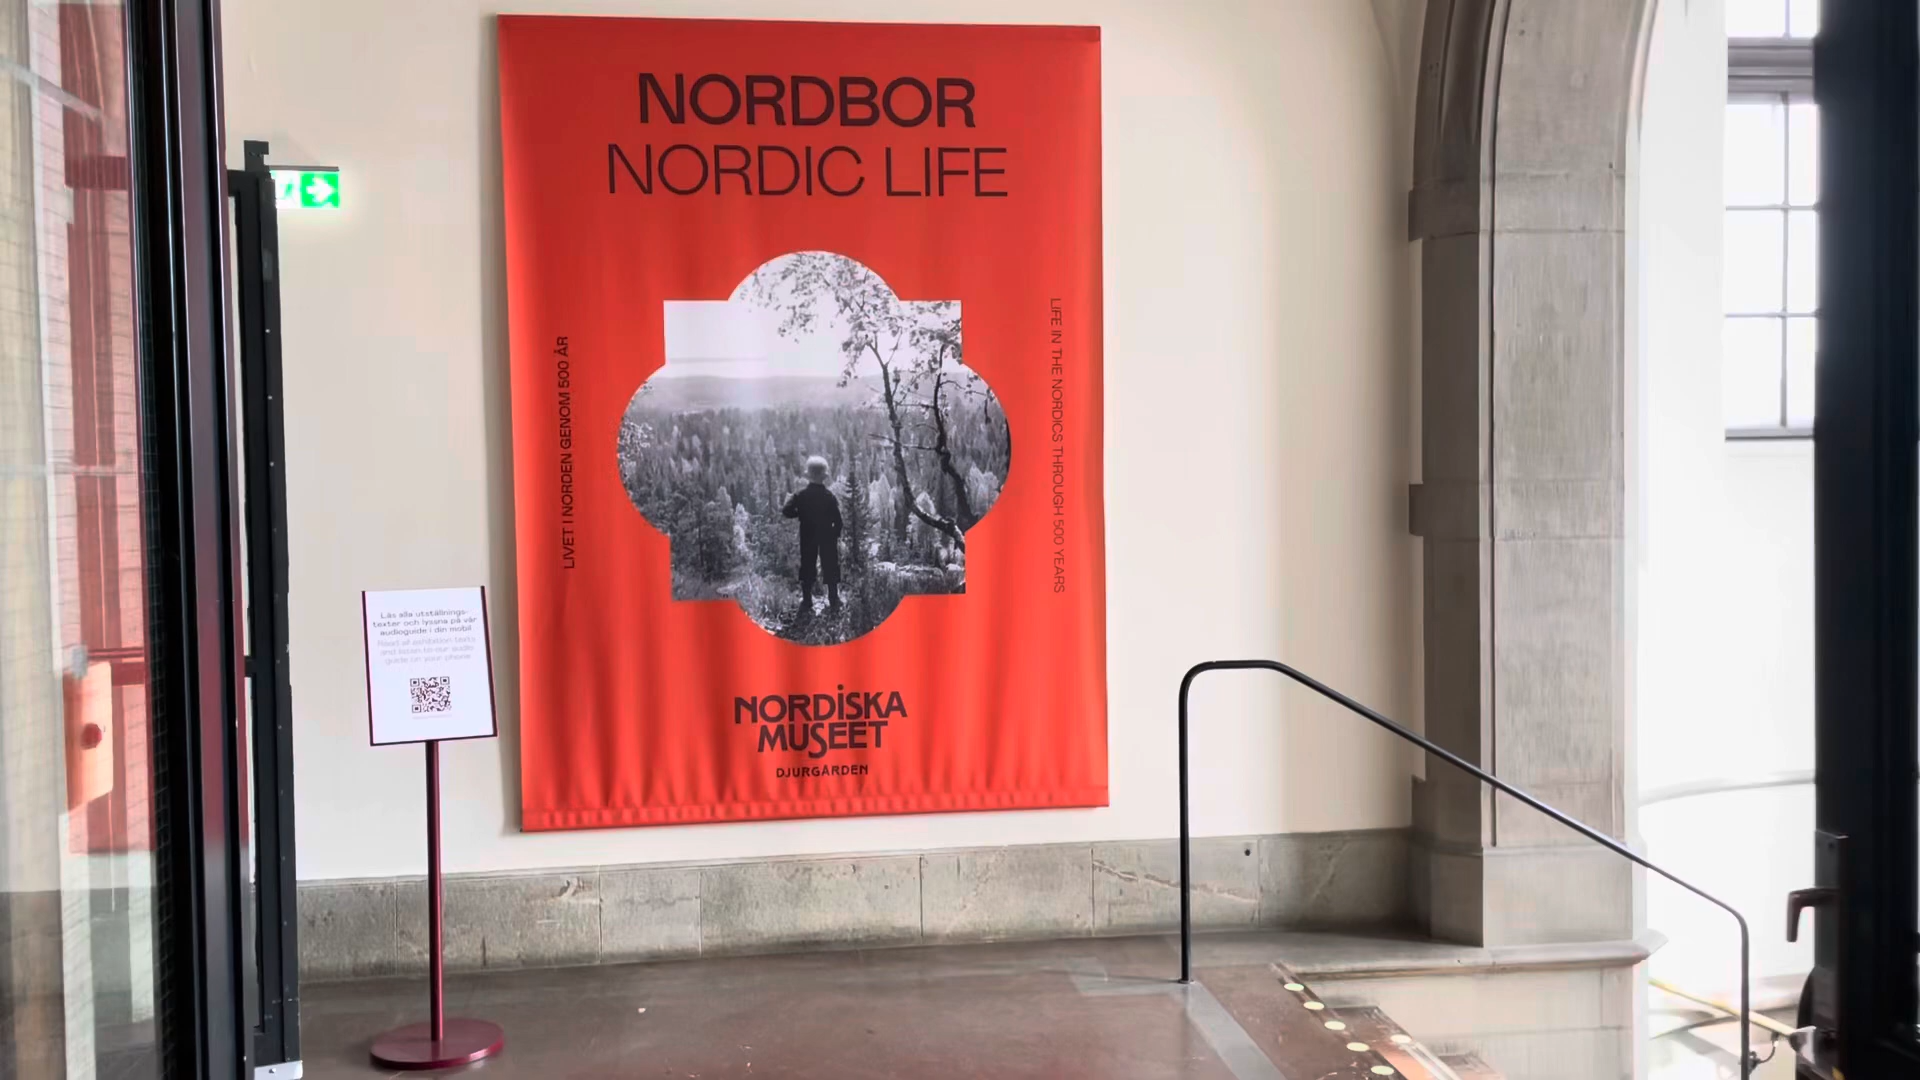 NORDBOR
NORDIC LIFE
LIVET I NORDEN GENOM 500 ÅR
LIFE IN THE NORDICS THROUGH 500 YEARS
NORDISKA
MUSEET
DJURGÅRDEN
Läs alla utställnings-
texter och lyssna på vår
audioguide i din mobil
Read all exhibition texts
and listen to our audio
guide on your phone